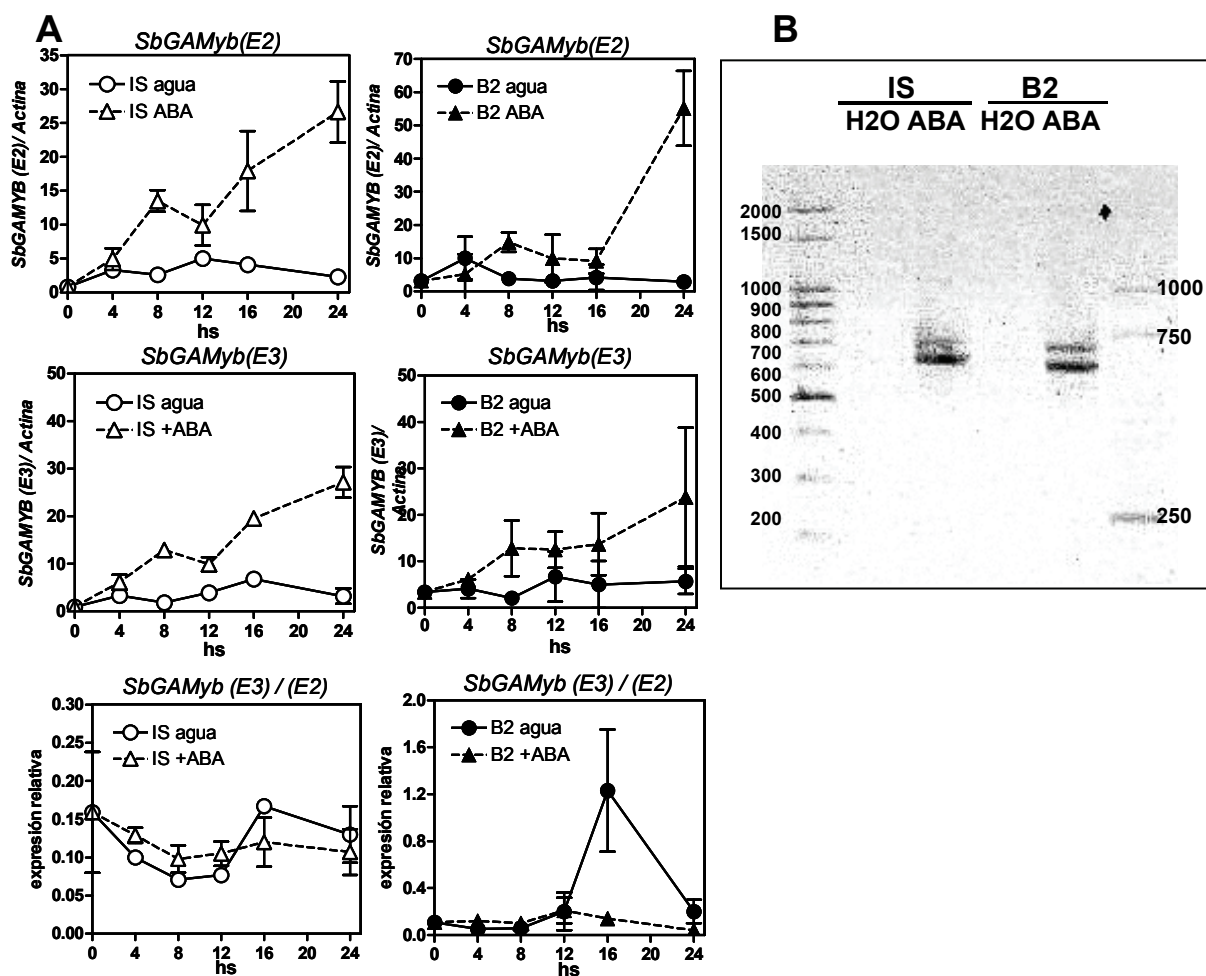 A
SbGAMyb(E2)
SbGAMYB (E2)/ Actina
35
30
25
20
15
10
5
0
IS agua
IS ABA
0 4 8 12 16 20 24
hs
SbGAMyb(E2)
SbGAMYB (E2)/ Actina
70
60
50
40
30
20
10
0
B2 agua
B2 ABA
0 4 8 12 16 20 24
hs
SbGAMyb(E3)
SbGAMYB (E3)/ Actina
50
40
30
20
10
0
IS agua
IS +ABA
0 4 8 12 16 20 24
hs
SbGAMyb(E3)
SbGAMYB (E3)/
Actina
50
40
30
20
10
0
B2 agua
B2 +ABA
0 4 8 12 16 20 24
hs
SbGAMyb (E3) / (E2)
expresión relativa
0.30
0.25
0.20
0.15
0.10
0.05
0.00
IS agua
IS +ABA
0 4 8 12 16 20 24
hs
SbGAMyb (E3) / (E2)
expresión relativa
2.0
1.6
1.2
0.8
0.4
0.0
B2 agua
B2 +ABA
0 4 8 12 16 20 24
hs
B
IS B2
H2O ABA H2O ABA
2000
1500
1000
900
800
700
600
500
400
300
200
1000
750
250